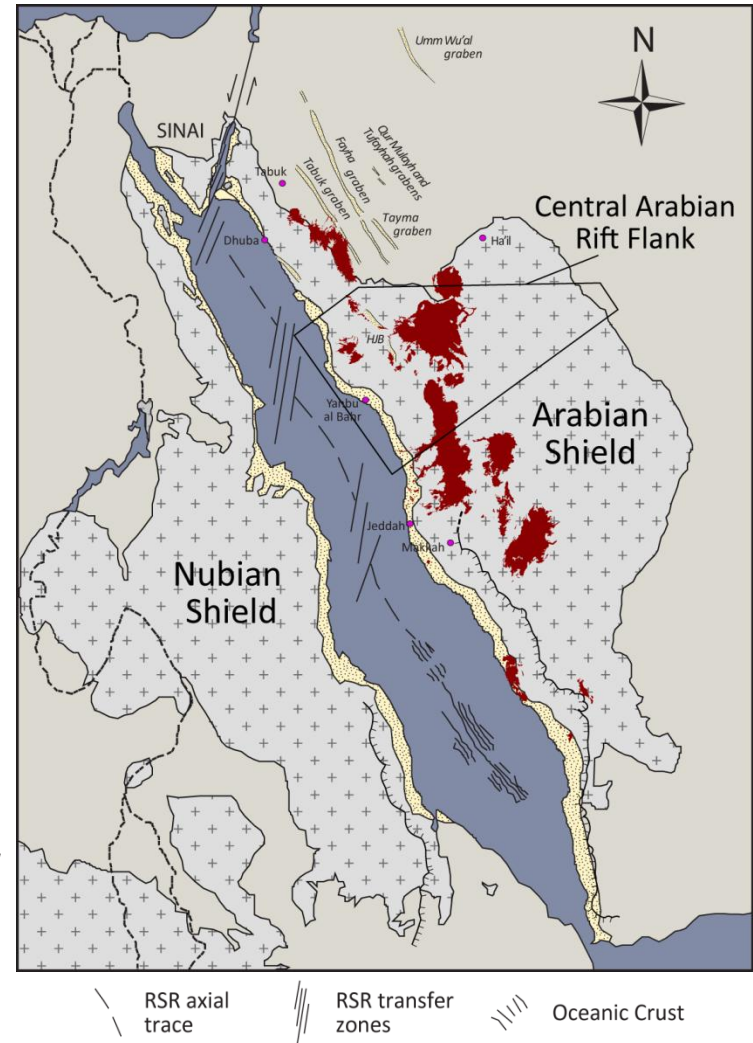 Umm Wu'al
graben
N
SINAI
Qur Mulayh and
Tufayhah grabens
Fayha
graben
Tabuk
Tabuk graben
Tayma
graben
Central Arabian
Rift Flank
Dhuba
Ha'il
HJB
Yanbu
al Bahr
Arabian
Shield
Jeddah
Makkah
Nubian
Shield
RSR axial
trace
RSR transfer
zones
Oceanic Crust